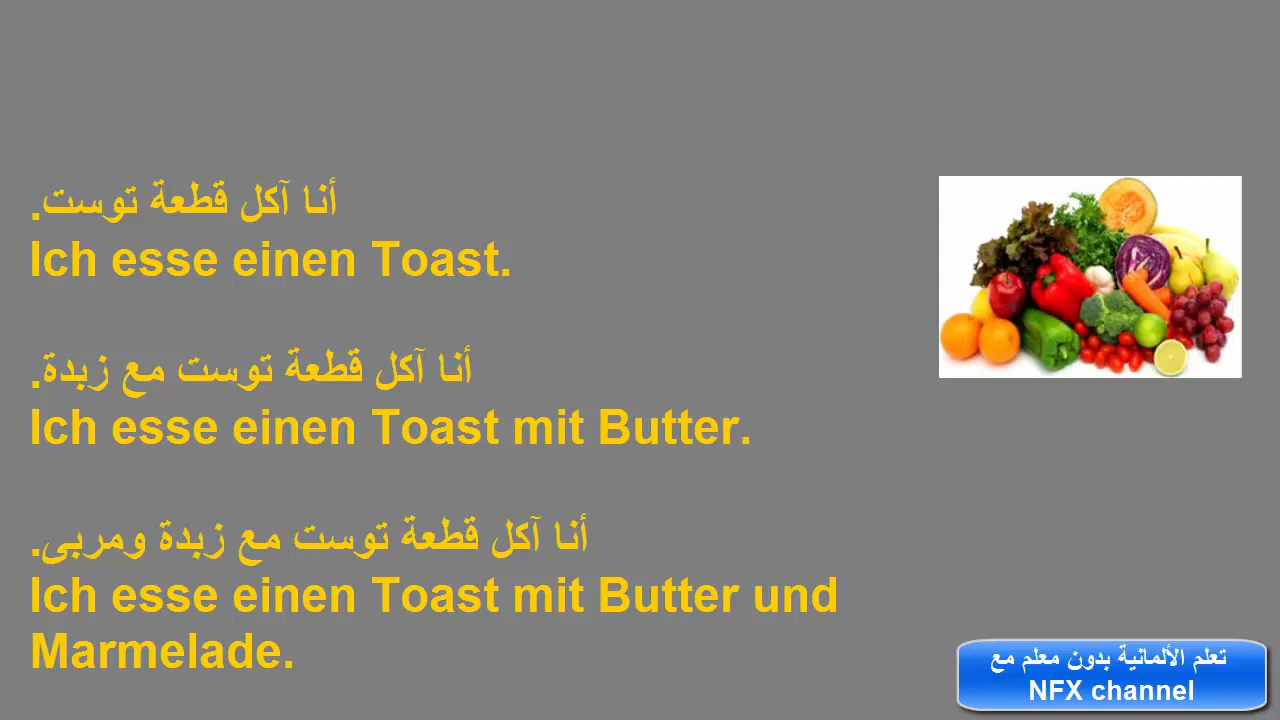 أنا آكل قطعة توست.
Ich esse einen Toast.
أنا آكل قطعة توست مع زبدة.
Ich esse einen Toast mit Butter.
أنا آكل قطعة توست مع زبدة ومربى.
Ich esse einen Toast mit Butter und
Marmelade.
تعلم الألمانية بدون معلم مع
NFX channel